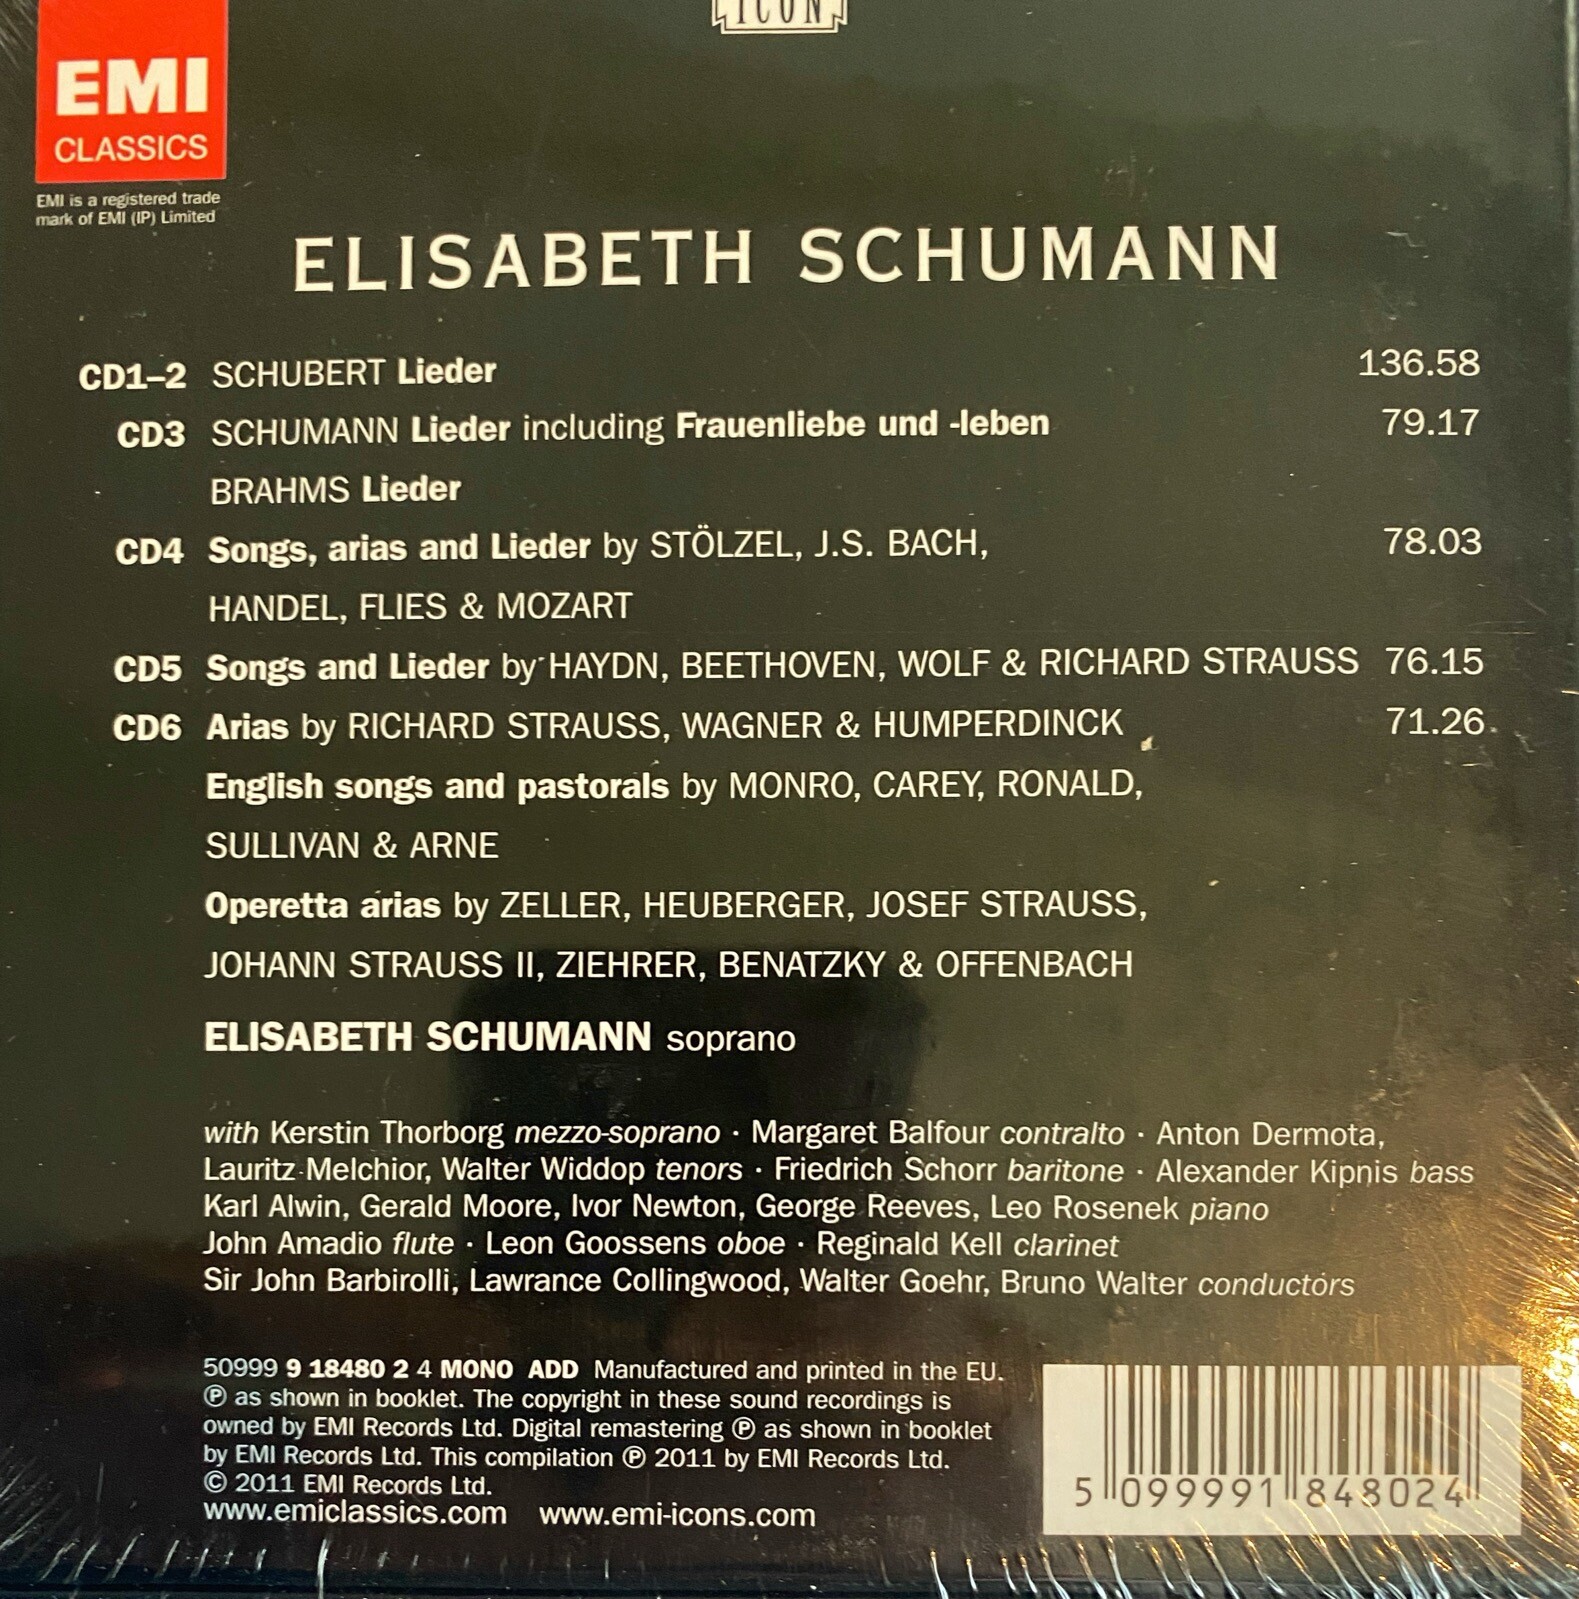 ICON
EMI
CLASSICS
EMI is a registered trade
mark of EMI (IP) Limited
ELISABETH SCHUMANN
CD1–2 SCHUBERT Lieder 136.58
CD3 SCHUMANN Lieder including Frauenliebe und -leben 79.17
BRAHMS Lieder
CD4 Songs, arias and Lieder by STÖLZEL, J.S. BACH, 78.03
HANDEL, FLIES & MOZART
CD5 Songs and Lieder by HAYDN, BEETHOVEN, WOLF & RICHARD STRAUSS 76.15
CD6 Arias by RICHARD STRAUSS, WAGNER & HUMPERDINCK 71.26
English songs and pastorals by MONRO, CAREY, RONALD,
SULLIVAN & ARNE
Operetta arias by ZELLER, HEUBERGER, JOSEF STRAUSS,
JOHANN STRAUSS II, ZIEHRER, BENATZKY & OFFENBACH
ELISABETH SCHUMANN soprano
with Kerstin Thorborg mezzo-soprano · Margaret Balfour contralto · Anton Dermota,
Lauritz Melchior, Walter Widdop tenors · Friedrich Schorr baritone · Alexander Kipnis bass
Karl Alwin, Gerald Moore, Ivor Newton, George Reeves, Leo Rosenek piano
John Amadio flute · Leon Goossens oboe · Reginald Kell clarinet
Sir John Barbirolli, Lawrance Collingwood, Walter Goehr, Bruno Walter conductors
50999 9 18480 2 4 MONO ADD Manufactured and printed in the EU.
℗ as shown in booklet. The copyright in these sound recordings is
owned by EMI Records Ltd. Digital remastering ℗ as shown in booklet
by EMI Records Ltd. This compilation ℗ 2011 by EMI Records Ltd.
© 2011 EMI Records Ltd.
www.emiclassics.com www.emi-icons.com
5 099991 848024